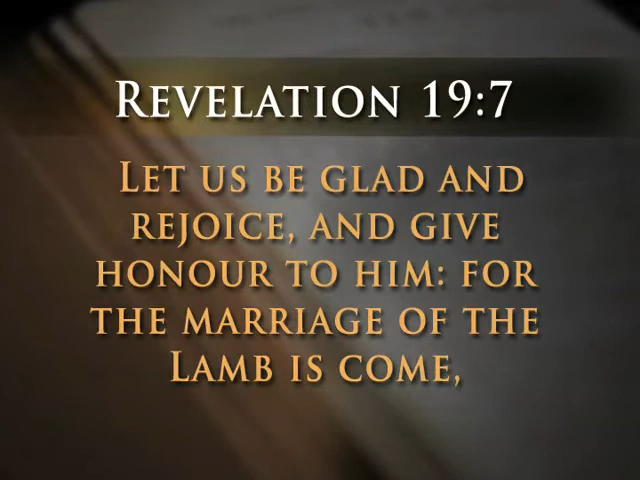 Revelation 19:7
Let us be glad and
rejoice, and give
honour to him: for
the marriage of the
Lamb is come,